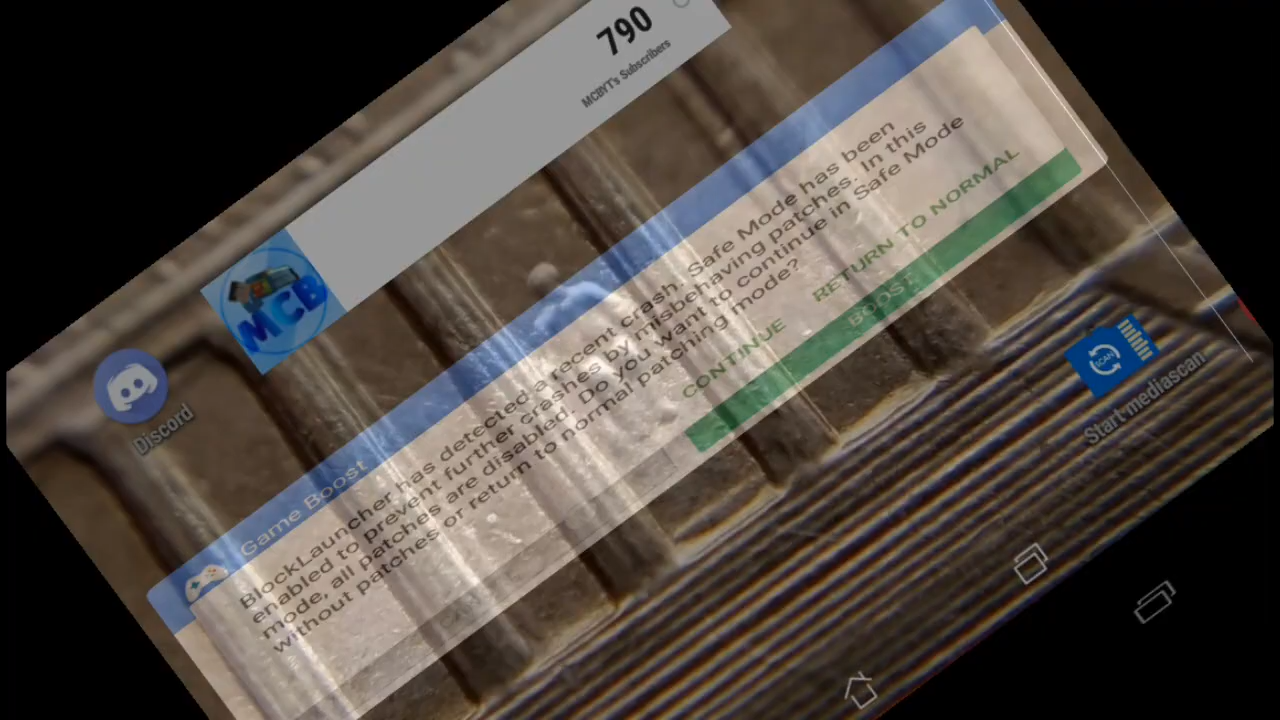 790
MCBYT's Subscribers
MCB
Discord
Game Boost
BlockLauncher has detected a recent crash. Safe Mode has been
enabled to prevent further crashes by misbehaving patches. In this
mode, all patches are disabled. Do you want to continue in Safe Mode
without patches or return to normal patching mode?
CONTINUE
RETURN TO NORMAL
BOOST
SCAN
Start mediascan